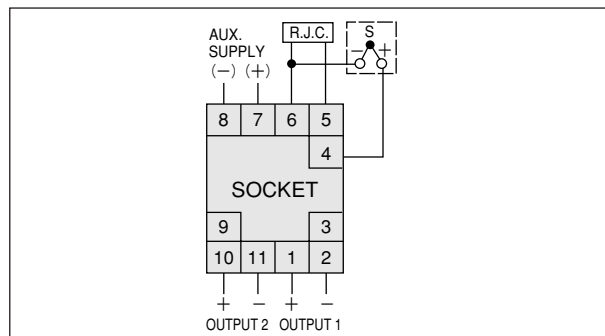 AUX. SUPPLY
(−) (+)
R.J.C.
S
− +
8 7 6 5
4
SOCKET
9 3
10 11 1 2
+ − + −
OUTPUT 2 OUTPUT 1